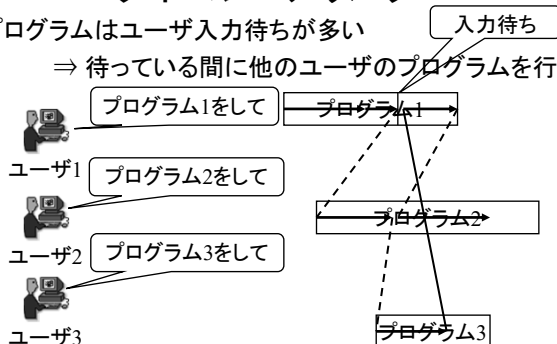 プログラムはユーザ入力待ちが多い
入力待ち
⇒ 待っている間に他のユーザのプログラムを行
プログラム1をして
プログラム1
ユーザ1
プログラム2をして
プログラム2
ユーザ2
プログラム3をして
プログラム3
ユーザ3